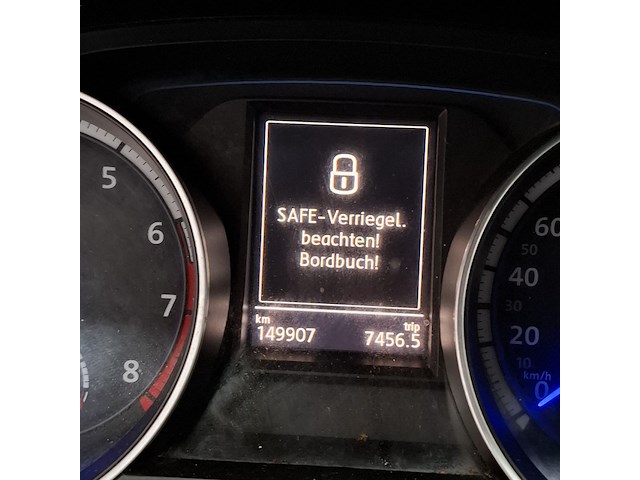 5
6
7
8
SAFE-Verriegel.
beachten!
Bordbuch!
km
trip
149907
7456.5
60
50
40
30
20
10
km/h
0